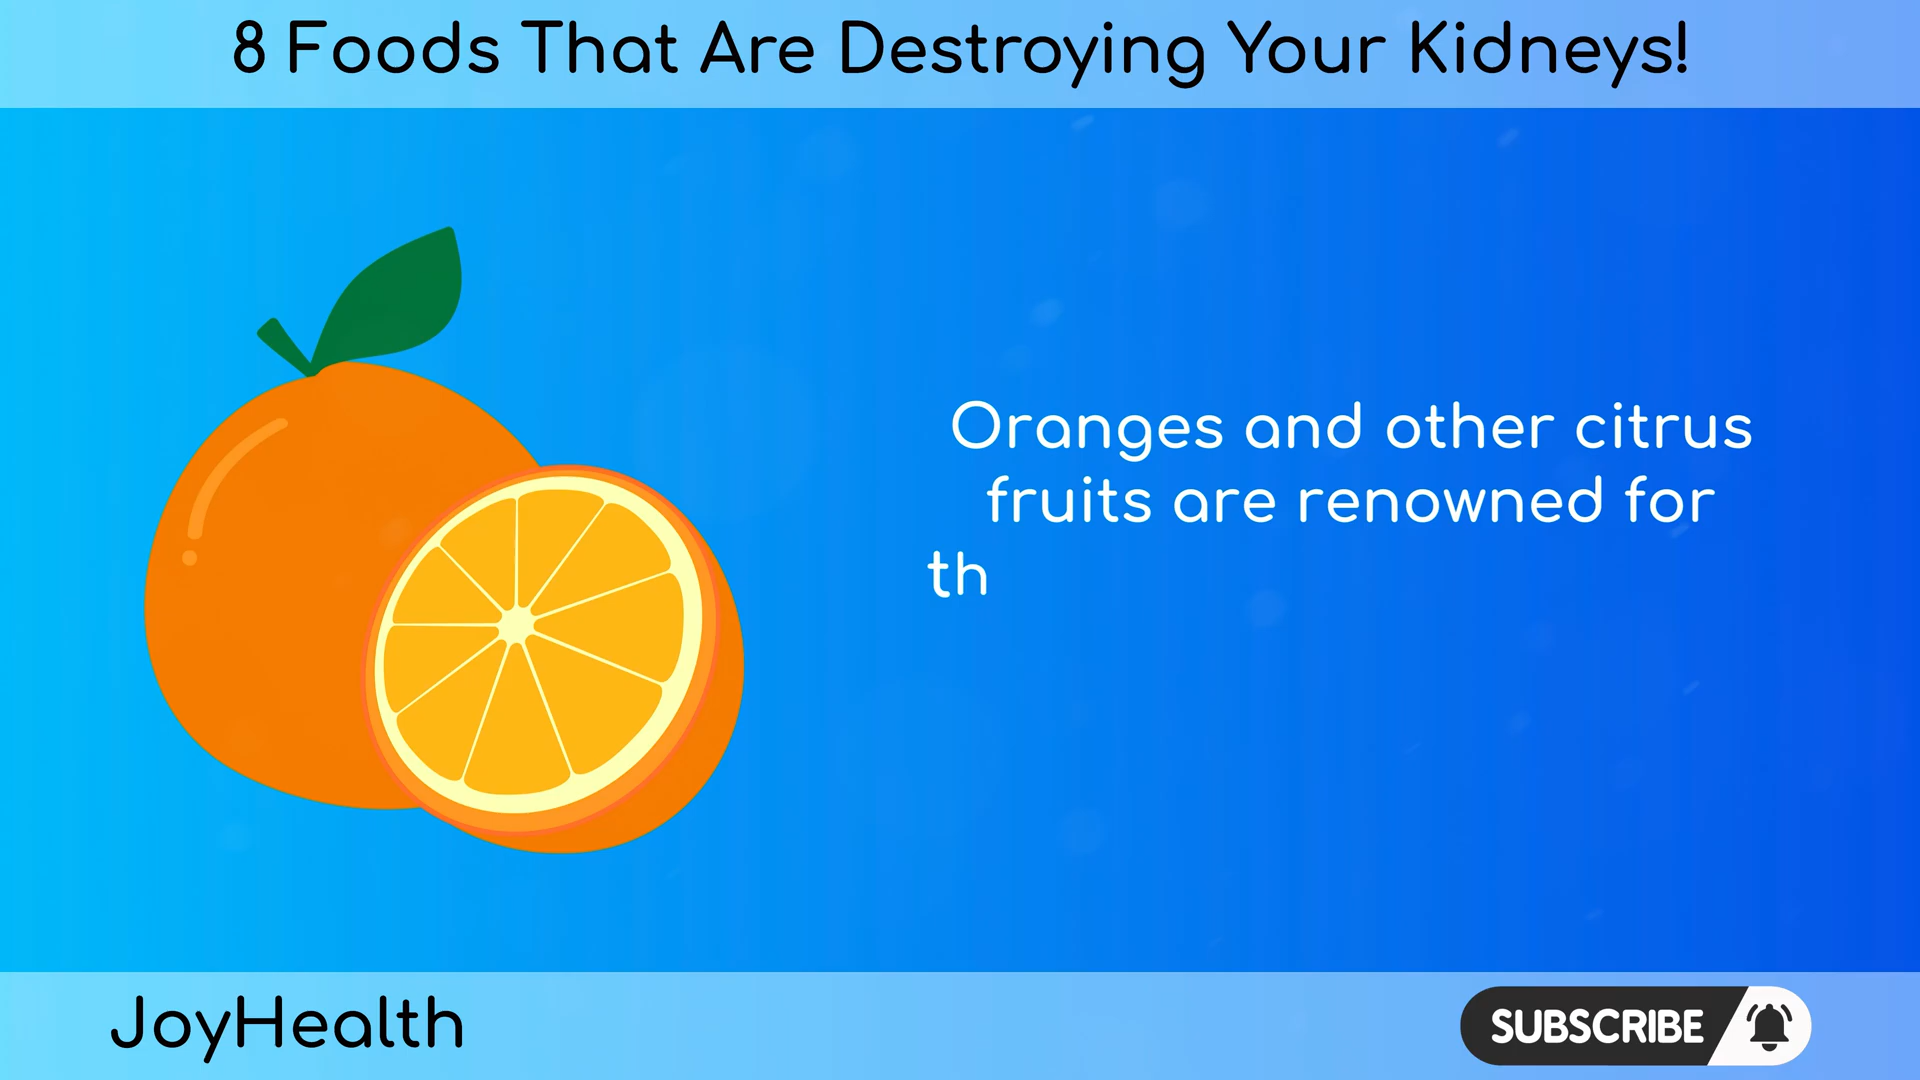 8 Foods That Are Destroying Your Kidneys!
Oranges and other citrus
fruits are renowned for
th
JoyHealth
SUBSCRIBE